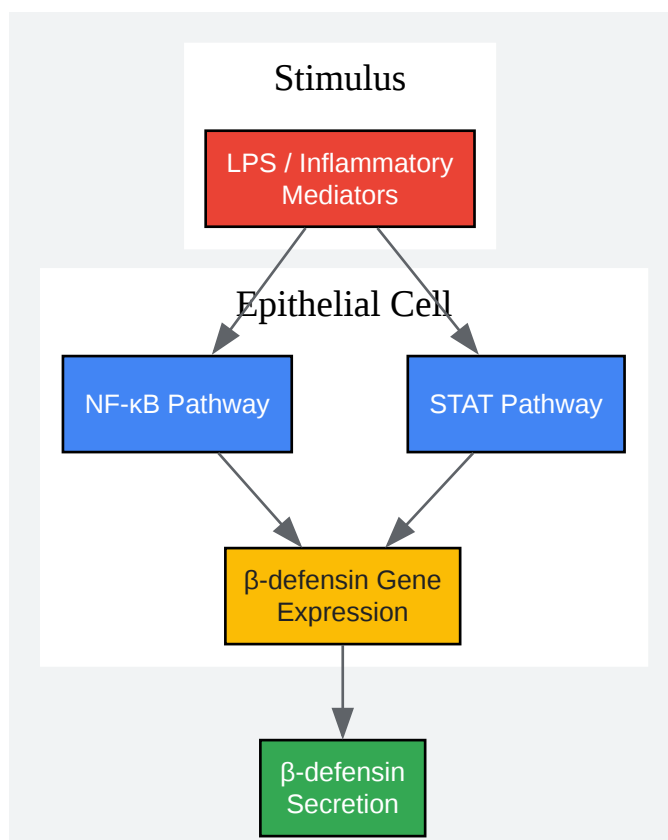 Stimulus
LPS / Inflammatory
Mediators
Epithelial Cell
NF-κB Pathway
STAT Pathway
β-defensin Gene
Expression
β-defensin
Secretion